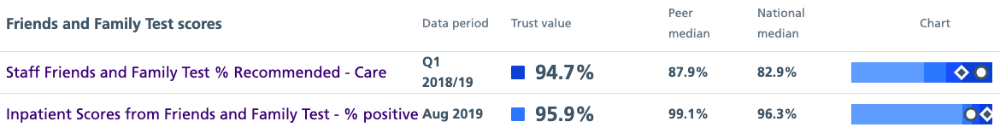 Friends and Family Test scores Data period Trust value Peer median National median Chart
Staff Friends and Family Test % Recommended - Care Q1 2018/19 94.7% 87.9% 82.9%
Inpatient Scores from Friends and Family Test - % positive Aug 2019 95.9% 99.1% 96.3%